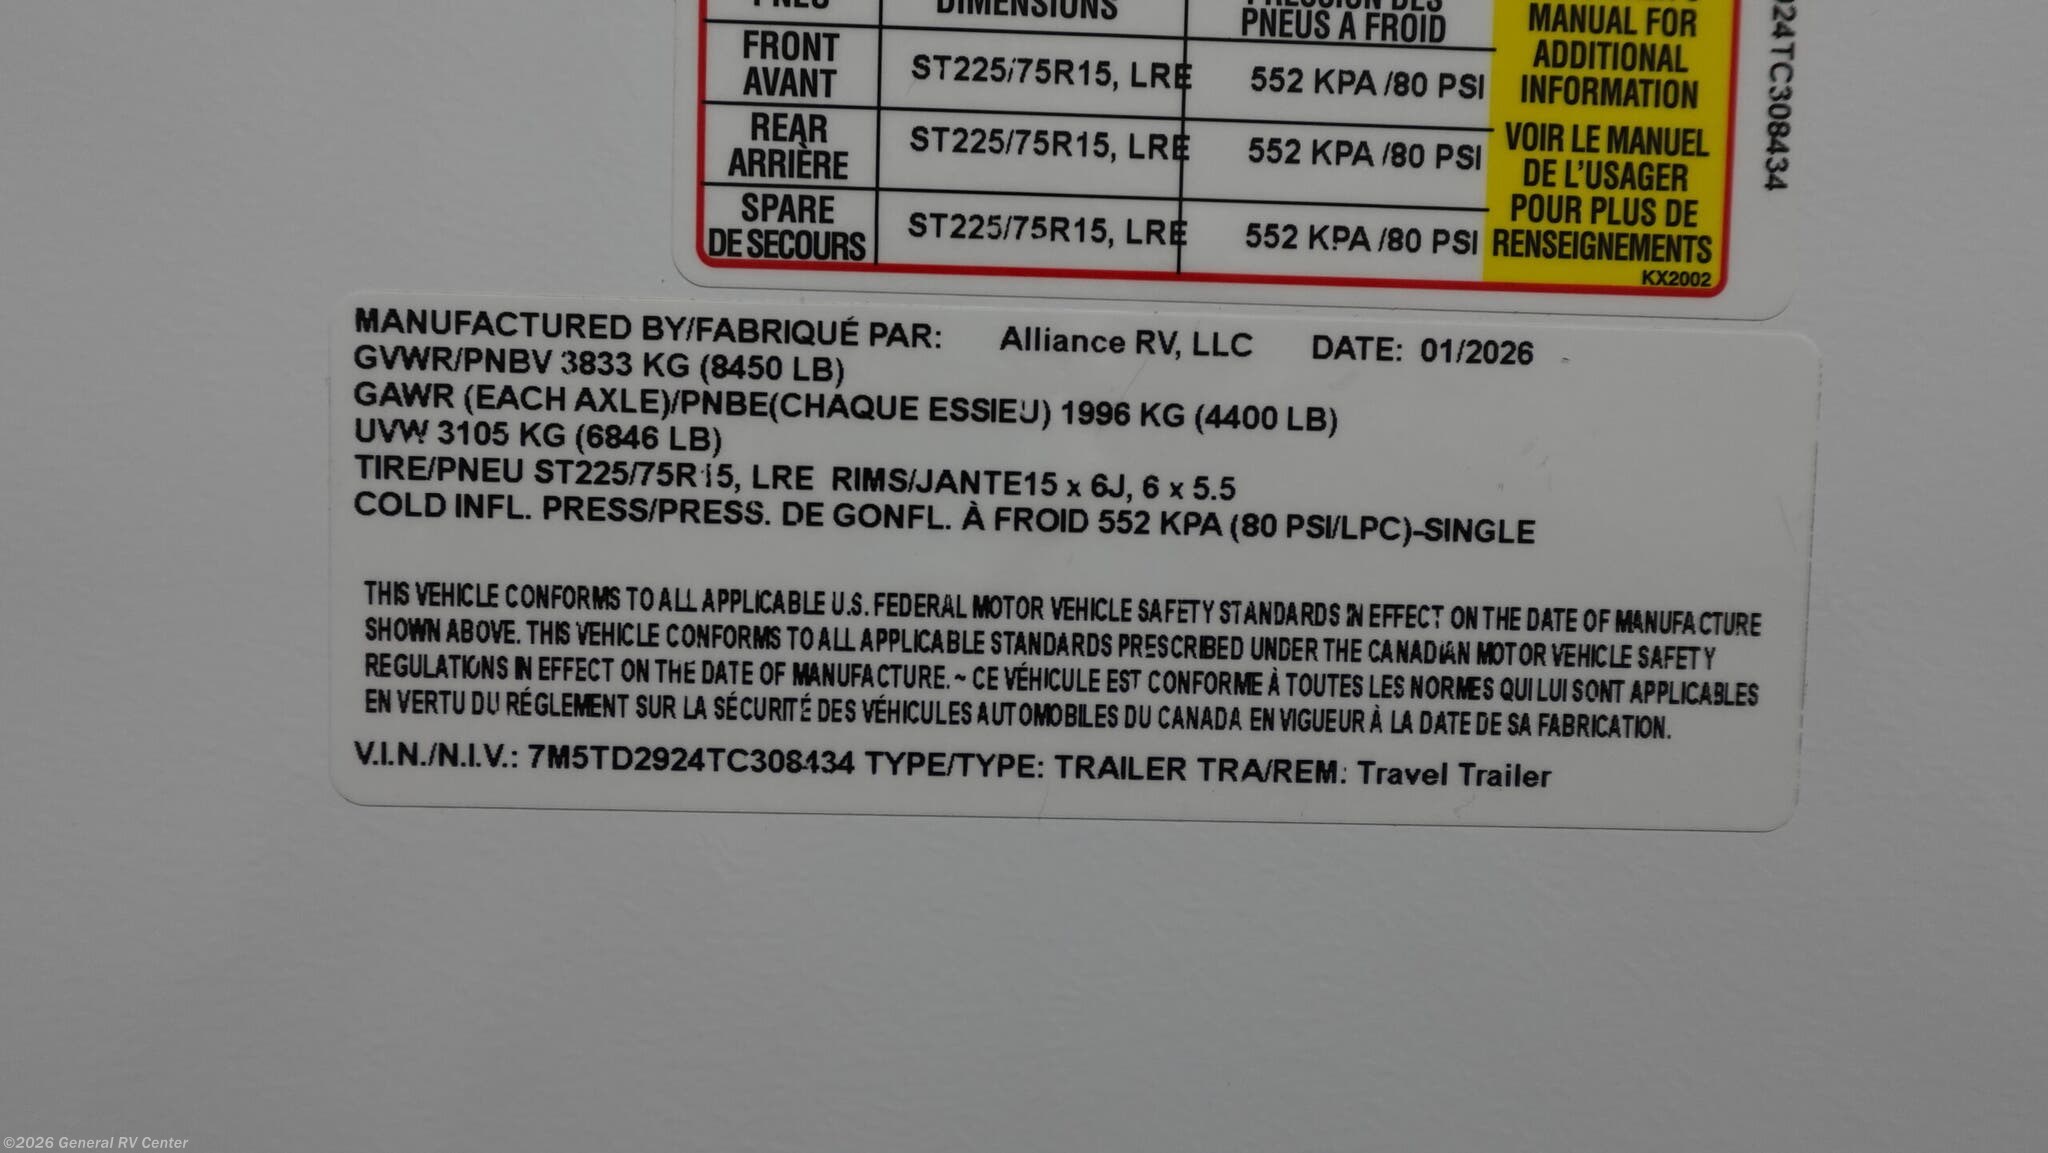 PNEU DIMENSIONS PRESSION DES
PNEUS A FROID
FRONT
AVANT
ST225/75R15, LRE 552 KPA /80 PSI
REAR
ARRIÈRE
ST225/75R15, LRE 552 KPA /80 PSI
SPARE
DE SECOURS
ST225/75R15, LRE 552 KPA /80 PSI
MANUAL FOR
ADDITIONAL
INFORMATION
VOIR LE MANUEL
DE L'USAGER
POUR PLUS DE
RENSEIGNEMENTS
KX2002
924TC308434
MANUFACTURED BY/FABRIQUÉ PAR: Alliance RV, LLC DATE: 01/2026
GVWR/PNBV 3833 KG (8450 LB)
GAWR (EACH AXLE)/PNBE(CHAQUE ESSIEU) 1996 KG (4400 LB)
UVW 3105 KG (6846 LB)
TIRE/PNEU ST225/75R15, LRE RIMS/JANTE15 x 6J, 6 x 5.5
COLD INFL. PRESS/PRESS. DE GONFL. À FROID 552 KPA (80 PSI/LPC)-SINGLE
THIS VEHICLE CONFORMS TO ALL APPLICABLE U.S. FEDERAL MOTOR VEHICLE SAFETY STANDARDS IN EFFECT ON THE DATE OF MANUFACTURE
SHOWN ABOVE. THIS VEHICLE CONFORMS TO ALL APPLICABLE STANDARDS PRESCRIBED UNDER THE CANADIAN MOTOR VEHICLE SAFETY
REGULATIONS IN EFFECT ON THE DATE OF MANUFACTURE. ~ CE VÉHICULE EST CONFORME À TOUTES LES NORMES QUI LUI SONT APPLICABLES
EN VERTU DU RÉGLEMENT SUR LA SÉCURITÉ DES VÉHICULES AUTOMOBILES DU CANADA EN VIGUEUR À LA DATE DE SA FABRICATION.
V.I.N./N.I.V.: 7M5TD2924TC308434 TYPE/TYPE: TRAILER TRA/REM: Travel Trailer
©2026 General RV Center